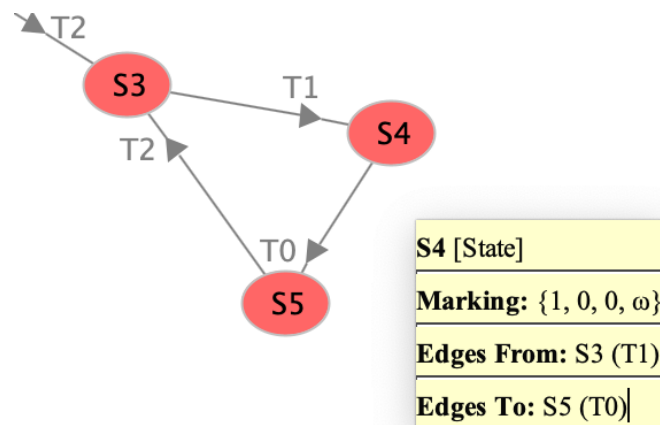 T2
S3
T1
S4
T2
T0
S5
S4 [State]
Marking: {1, 0, 0, ω}
Edges From: S3 (T1)
Edges To: S5 (T0)